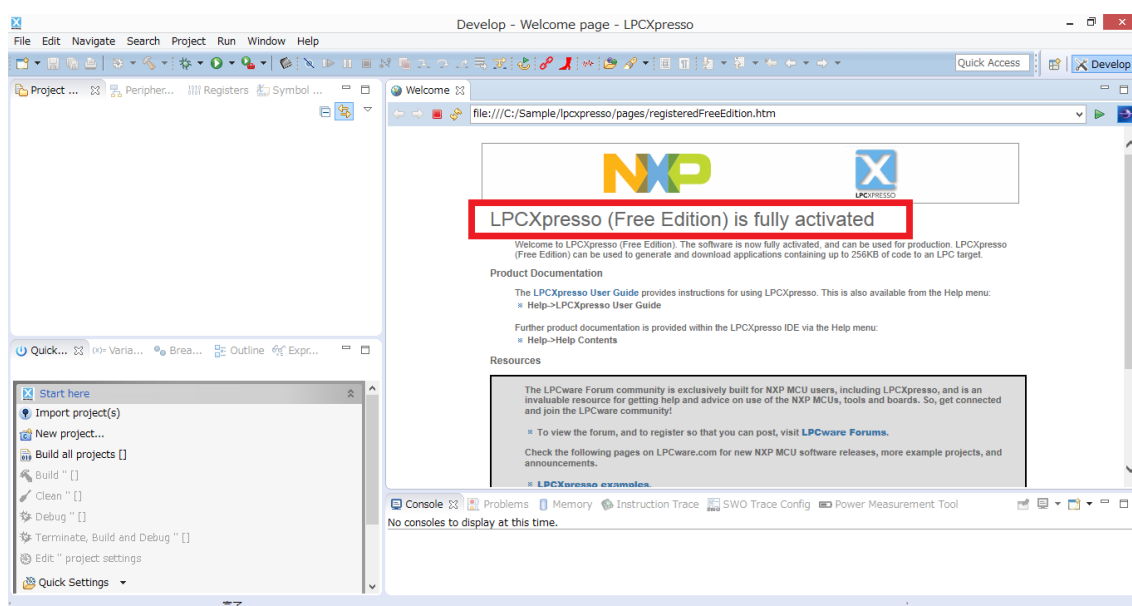 Develop - Welcome page - LPCXpresso
File Edit Navigate Search Project Run Window Help
Quick Access
Develop
Project ...
Peripher...
Registers
Symbol ...
Welcome
file:///C:/Sample/lpcxpresso/pages/registeredFreeEdition.htm
NXP
LPCXPRESSO
LPCXpresso (Free Edition) is fully activated
Welcome to LPCXpresso (Free Edition). The software is now fully activated, and can be used for production. LPCXpresso
(Free Edition) can be used to generate and download applications containing up to 256KB of code to an LPC target.
Product Documentation
The LPCXpresso User Guide provides instructions for using LPCXpresso. This is also available from the Help menu:
Help->LPCXpresso User Guide
Further product documentation is provided within the LPCXpresso IDE via the Help menu:
Help->Help Contents
Resources
The LPCware Forum community is exclusively built for NXP MCU users, including LPCXpresso, and is an
invaluable resource for getting help and advice on use of the NXP MCUs, tools and boards. So, get connected
and join the LPCware community!
To view the forum, and to register so that you can post, visit LPCware Forums.
Check the following pages on LPCware.com for new NXP MCU software releases, more example projects, and
announcements.
LPCXpresso examples.
Quick...
(x)= Varia...
Brea...
Outline
Expr...
Start here
Import project(s)
New project...
Build all projects []
Build '' []
Clean '' []
Debug '' []
Terminate, Build and Debug '' []
Edit '' project settings
Quick Settings
Console
Problems
Memory
Instruction Trace
SWO Trace Config
Power Measurement Tool
No consoles to display at this time.